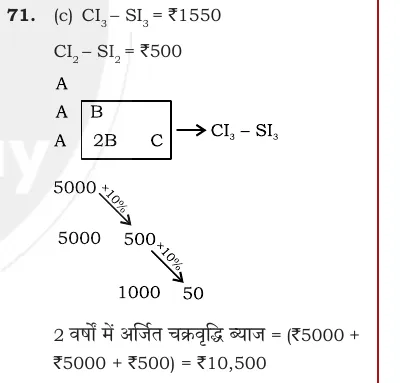 71. (c) CI₃ – SI₃ = ₹1550
CI₂ – SI₂ = ₹500
A
A B
A 2B C → CI₃ – SI₃
5000 +10%
5000 500 +10%
1000 50
2 वर्षों में अर्जित चक्रवृद्धि ब्याज = (₹5000 +
₹5000 + ₹500) = ₹10,500